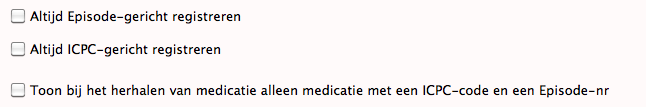 Altijd Episode-gericht registreren
Altijd ICPC-gericht registreren
Toon bij het herhalen van medicatie alleen medicatie met een ICPC-code en een Episode-nr